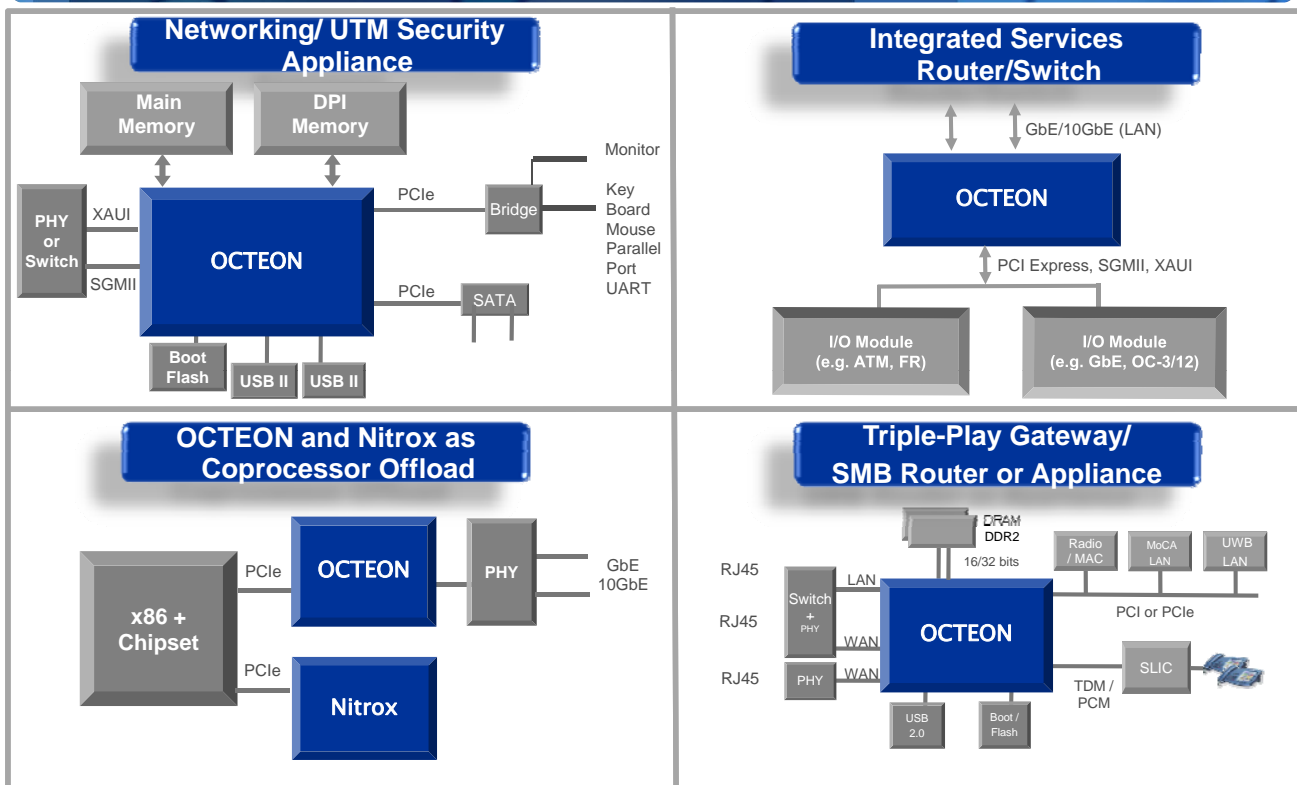 Networking/ UTM Security
Appliance
Main
Memory
DPI
Memory
PHY
or
Switch
XAUI
SGMII
OCTEON
PCIe
Bridge
Monitor
Key
Board
Mouse
Parallel
Port
UART
PCIe
SATA
Boot
Flash
USB II
USB II
Integrated Services
Router/Switch
GbE/10GbE (LAN)
OCTEON
PCI Express, SGMII, XAUI
I/O Module
(e.g. ATM, FR)
I/O Module
(e.g. GbE, OC-3/12)
OCTEON and Nitrox as
Coprocessor Offload
x86 +
Chipset
PCIe
OCTEON
PHY
GbE
10GbE
PCIe
Nitrox
Triple-Play Gateway/
SMB Router or Appliance
DRAM
DDR2
16/32 bits
Radio
/ MAC
MoCA
LAN
UWB
LAN
PCI or PCIe
RJ45
RJ45
RJ45
Switch
+
PHY
LAN
WAN
PHY
WAN
OCTEON
TDM /
PCM
SLIC
USB
2.0
Boot /
Flash